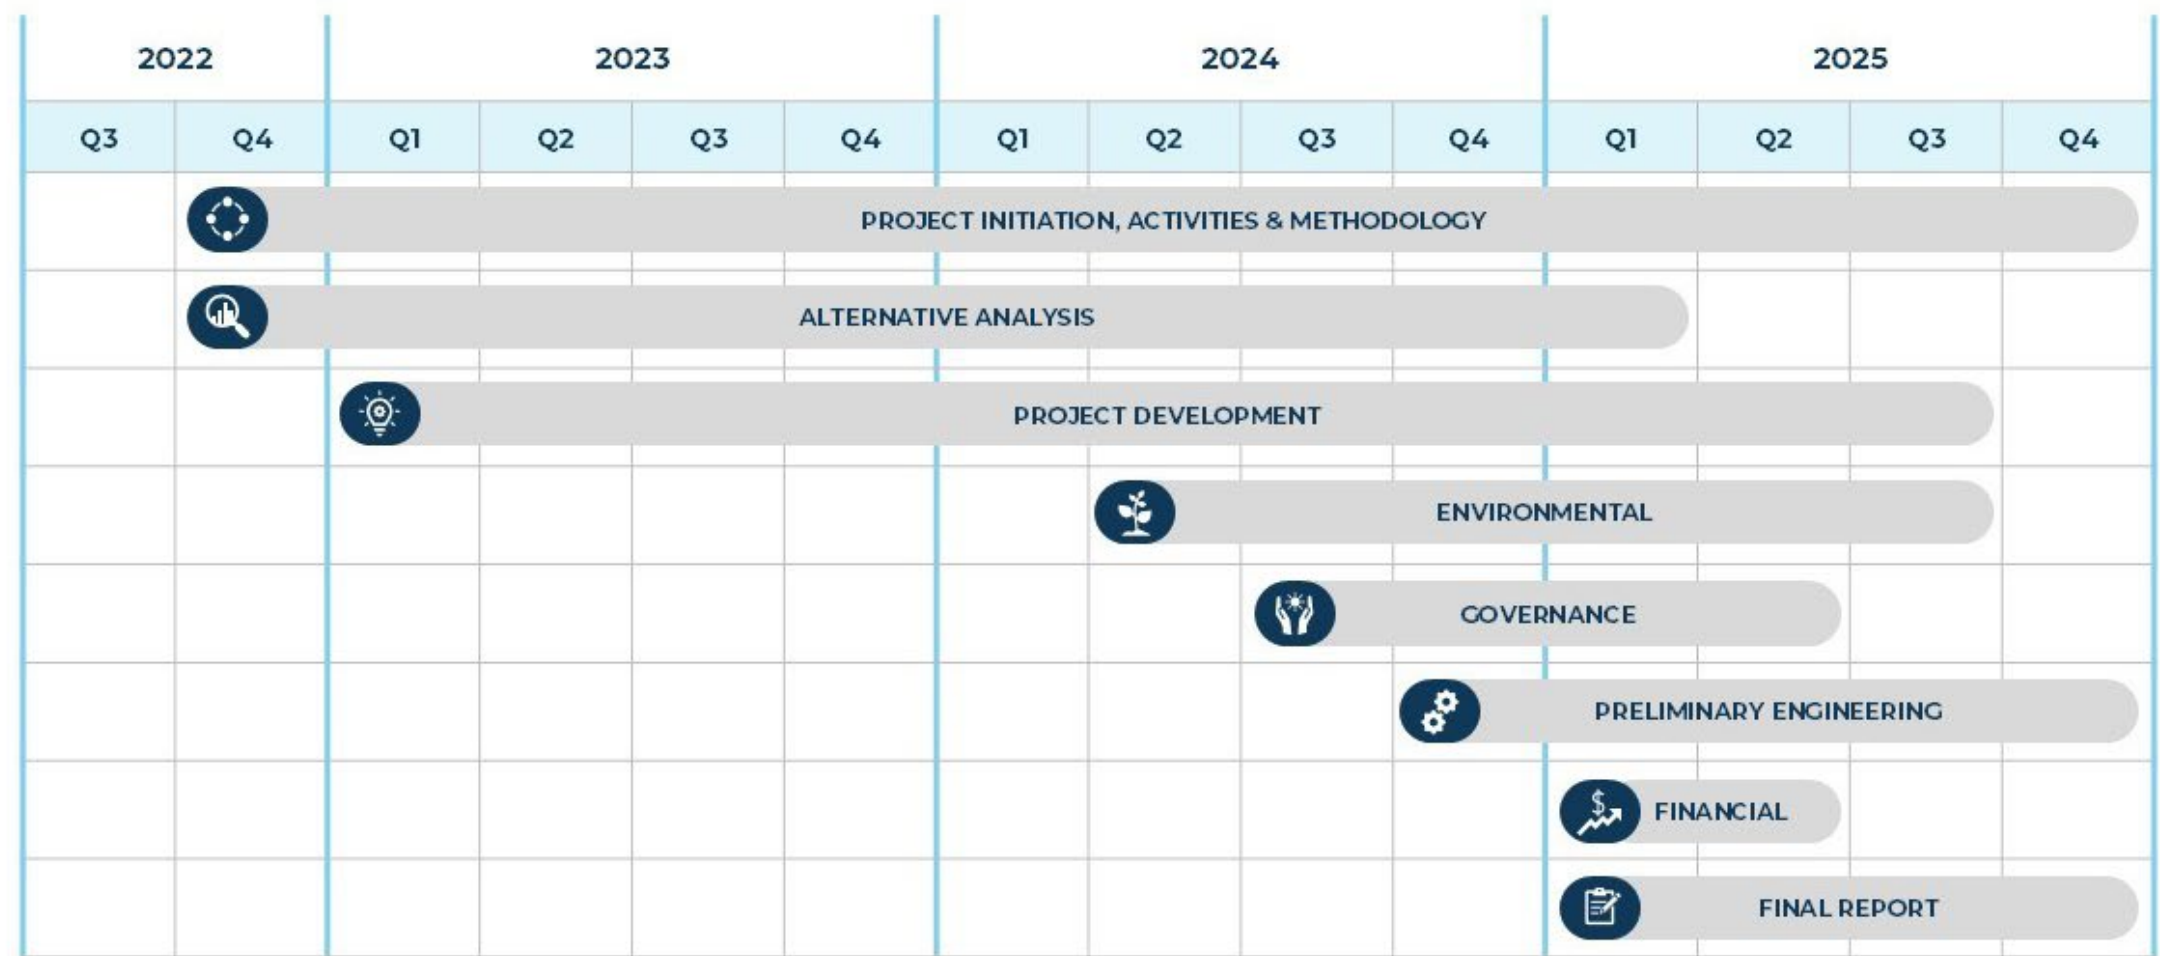 2022 2023 2024 2025
Q3 Q4 Q1 Q2 Q3 Q4 Q1 Q2 Q3 Q4 Q1 Q2 Q3 Q4
PROJECT INITIATION, ACTIVITIES & METHODOLOGY
ALTERNATIVE ANALYSIS
PROJECT DEVELOPMENT
ENVIRONMENTAL
GOVERNANCE
PRELIMINARY ENGINEERING
$ FINANCIAL
FINAL REPORT